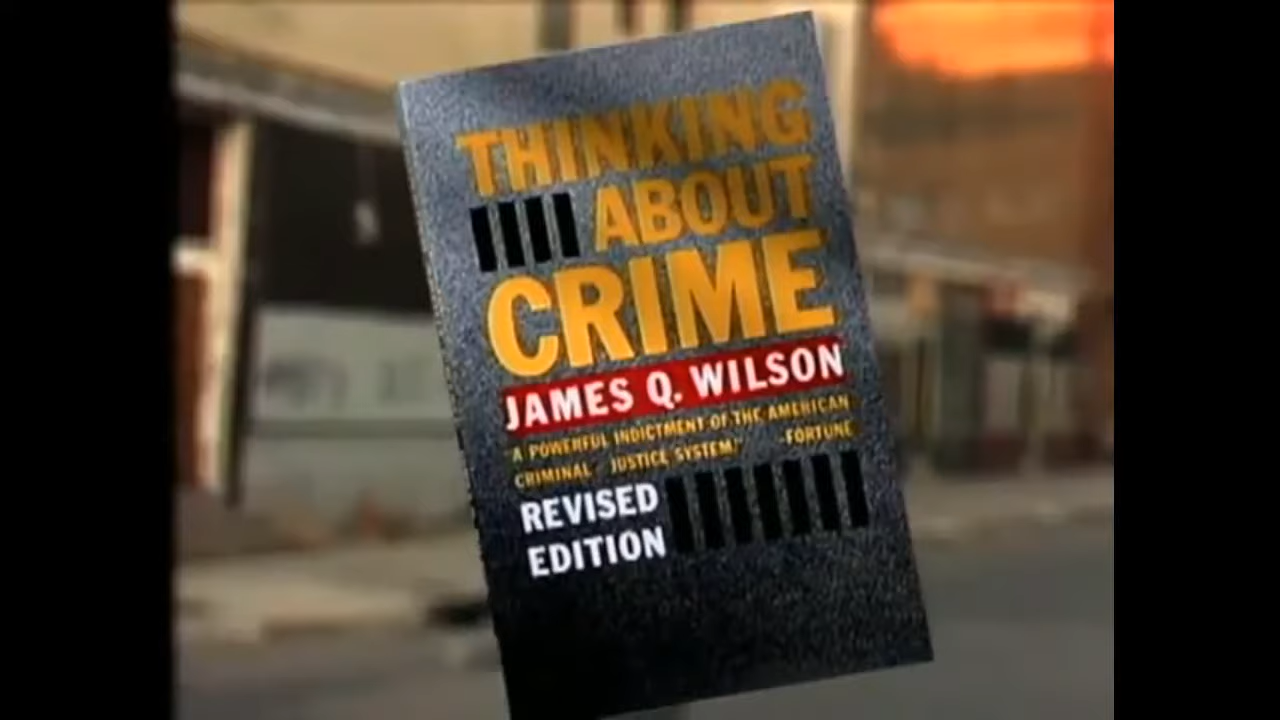 THINKING
ABOUT
CRIME
JAMES Q. WILSON
"A POWERFUL INDICTMENT OF THE AMERICAN
CRIMINAL JUSTICE SYSTEM." -FORTUNE
REVISED
EDITION